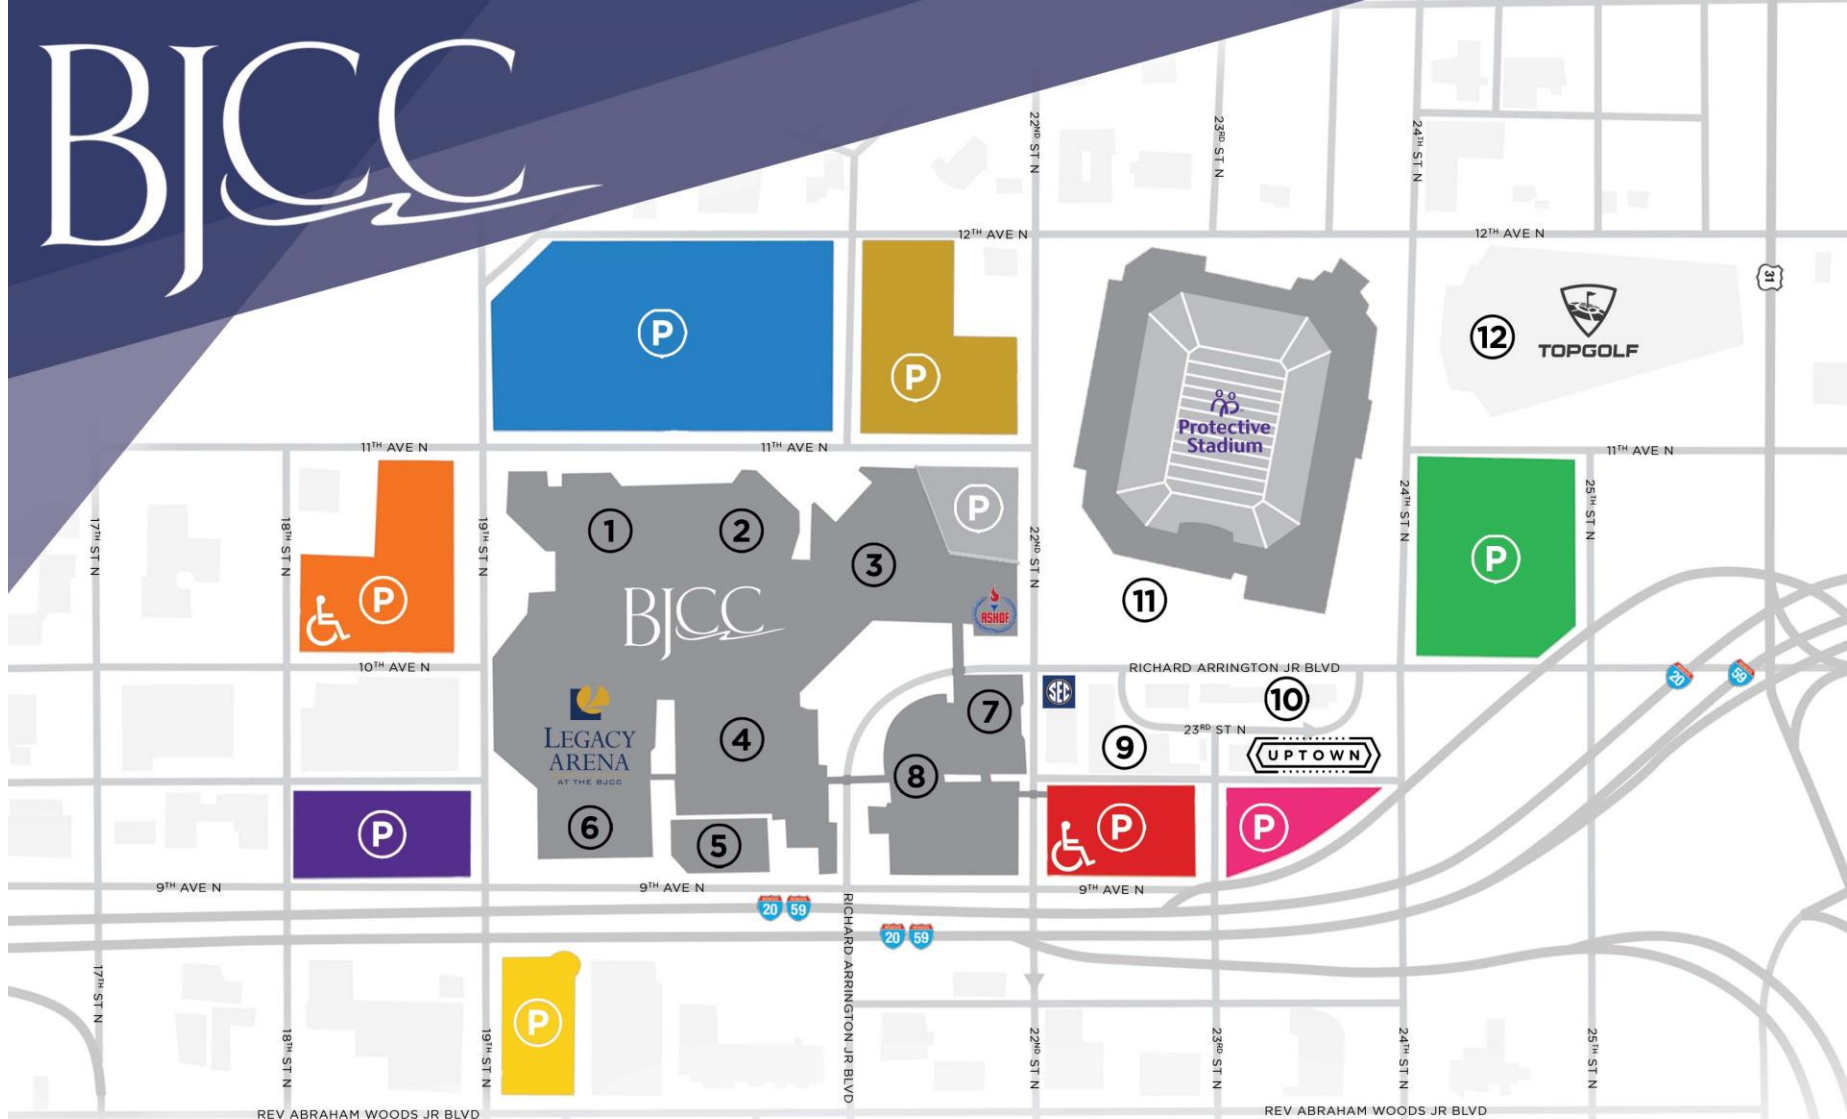 BJCC
22ND ST N
23RD ST N
24TH ST N
12TH AVE N
12TH AVE N
31
P
P
12
TOPGOLF
Protective
Stadium
11TH AVE N
11TH AVE N
11TH AVE N
17TH ST N
18TH ST N
19TH ST N
1
2
3
P
22ND ST N
24TH ST N
25TH ST N
P
P
BJCC
ASHOF
11
10TH AVE N
RICHARD ARRINGTON JR BLVD
20
59
SEC
10
7
23RD ST N
LEGACY
ARENA
AT THE BJCC
4
9
UPTOWN
8
P
6
5
P
P
9TH AVE N
9TH AVE N
9TH AVE N
20
59
20
59
RICHARD ARRINGTON JR BLVD
17TH ST N
18TH ST N
19TH ST N
P
22ND ST N
23RD ST N
24TH ST N
25TH ST N
REV ABRAHAM WOODS JR BLVD
REV ABRAHAM WOODS JR BLVD